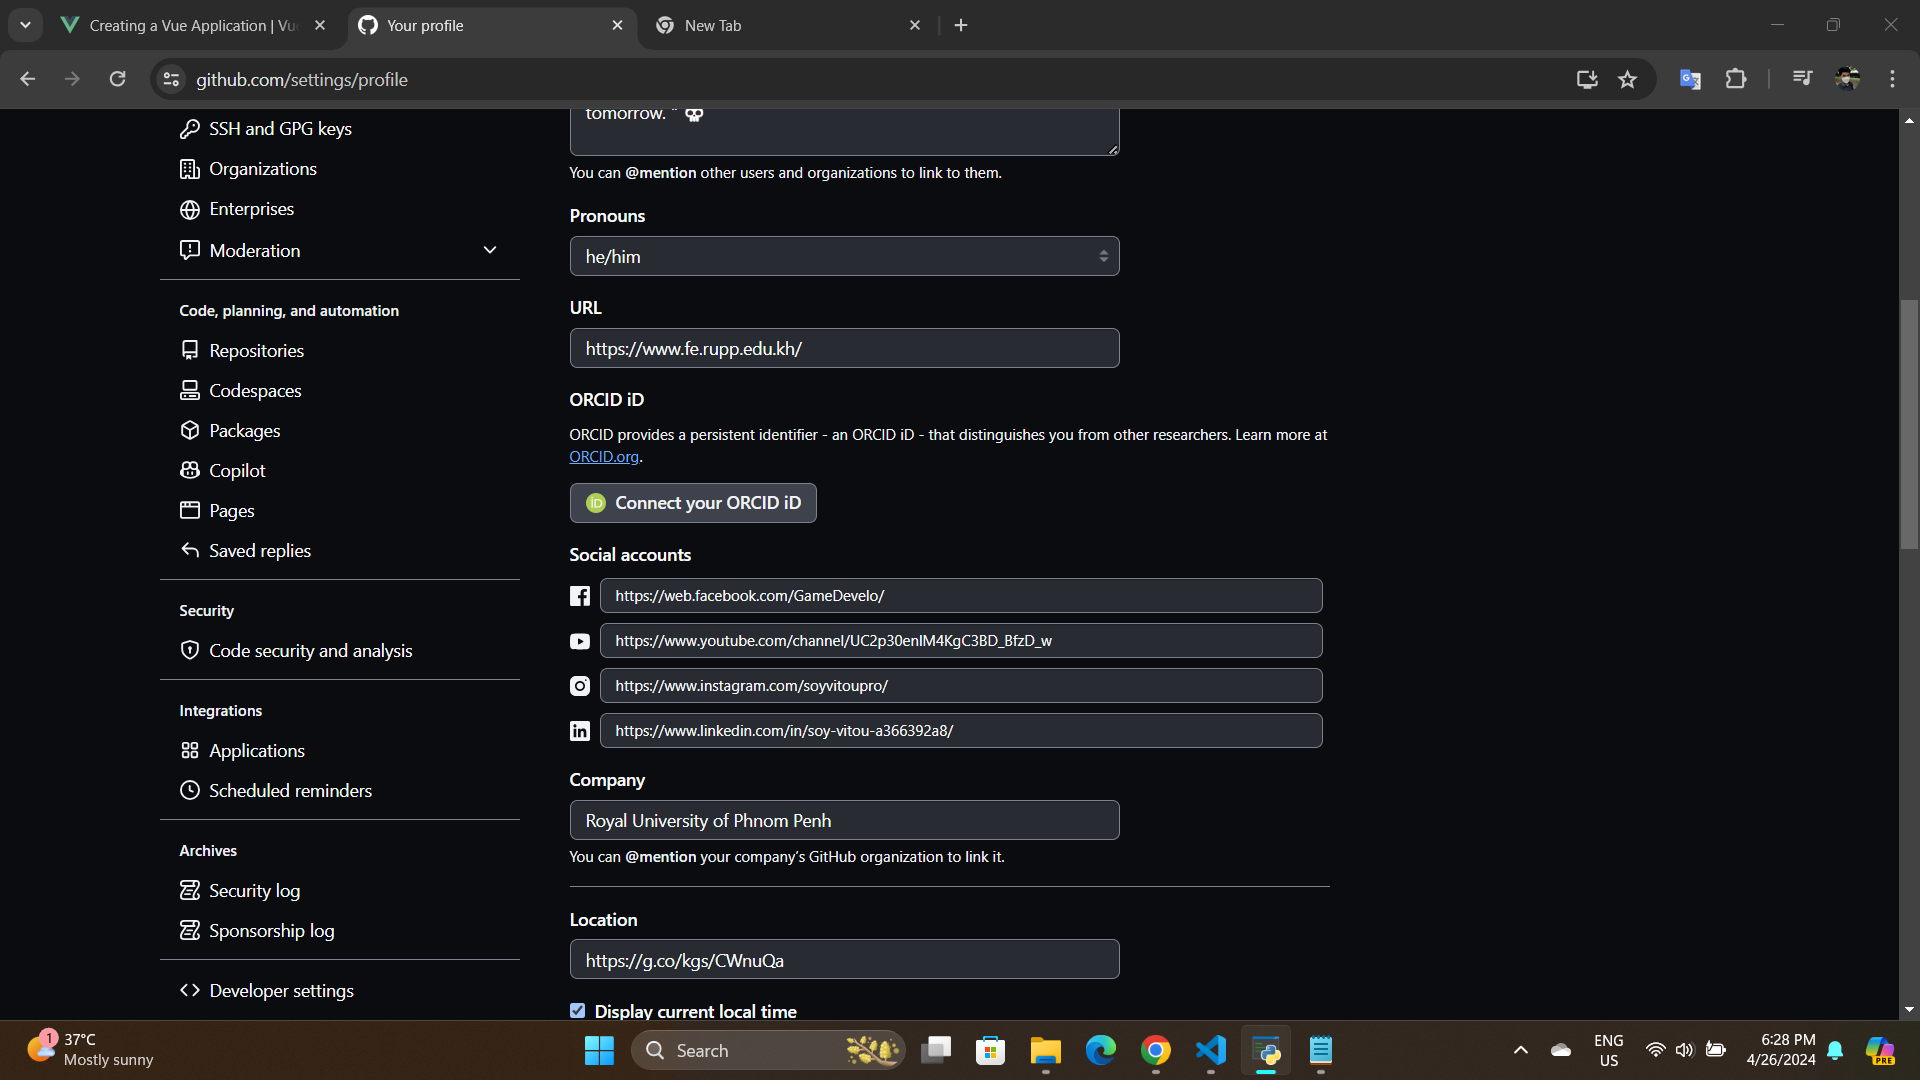 Creating a Vue Application | Vu
Your profile
New Tab
github.com/settings/profile
SSH and GPG keys
Organizations
Enterprises
Moderation
Code, planning, and automation
Repositories
Codespaces
Packages
Copilot
Pages
Saved replies
Security
Code security and analysis
Integrations
Applications
Scheduled reminders
Archives
Security log
Sponsorship log
Developer settings
tomorrow. " 💀
You can @mention other users and organizations to link to them.
Pronouns
he/him
URL
https://www.fe.rupp.edu.kh/
ORCID iD
ORCID provides a persistent identifier - an ORCID iD - that distinguishes you from other researchers. Learn more at
ORCID.org.
iD Connect your ORCID iD
Social accounts
https://web.facebook.com/GameDevelo/
https://www.youtube.com/channel/UC2p30enlM4KgC3BD_BfzD_w
https://www.instagram.com/soyvitoupro/
in https://www.linkedin.com/in/soy-vitou-a366392a8/
Company
Royal University of Phnom Penh
You can @mention your company's GitHub organization to link it.
Location
https://g.co/kgs/CWnuQa
Display current local time
1
37°C
Mostly sunny
Search
ENG
US
6:28 PM
4/26/2024
PRE